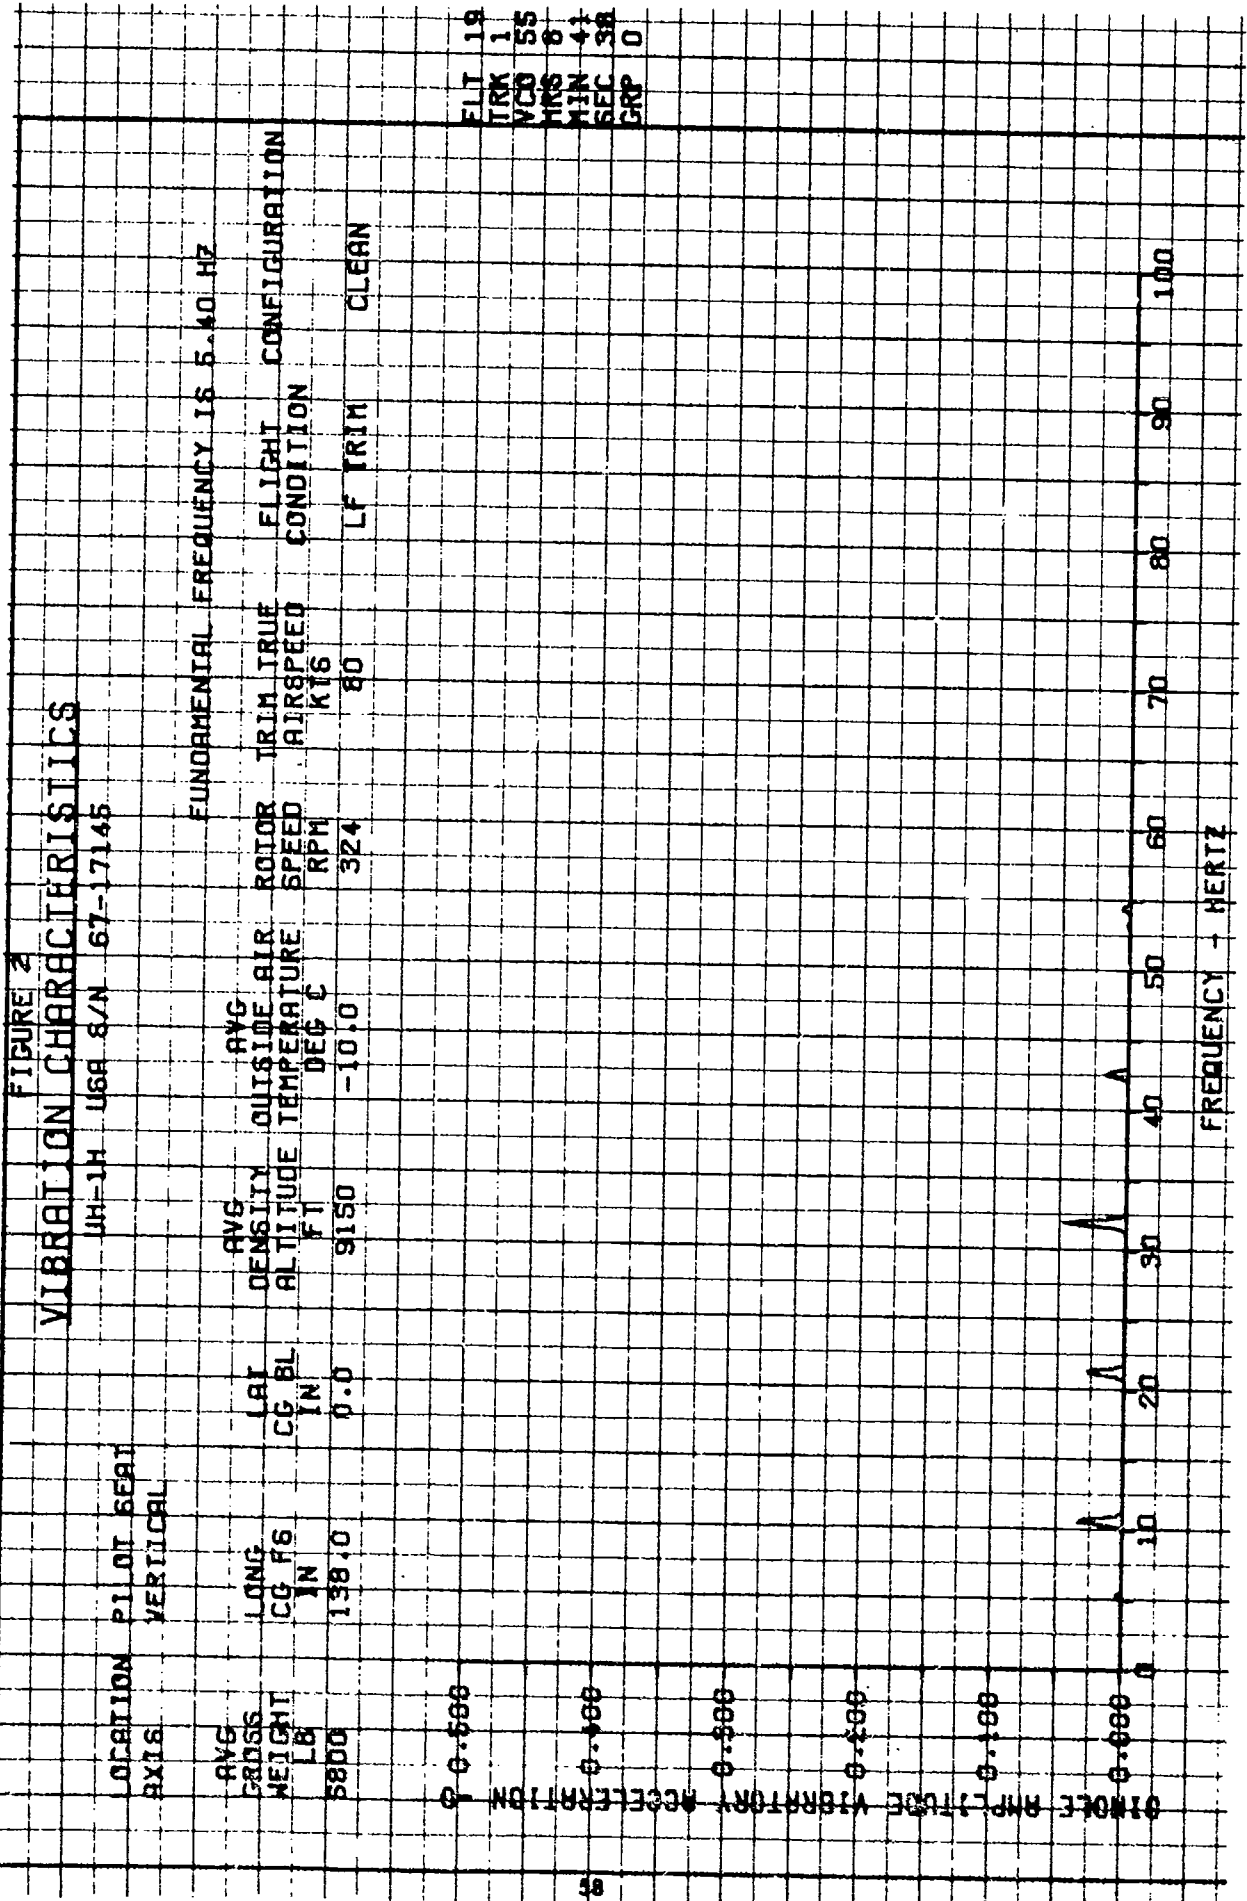 FIGURE 2
VIBRATION CHARACTERISTICS
UH-1H USA S/N 67-17145
LOCATION PILOT SEAT
AXIS VERTICAL
FUNDAMENTAL FREQUENCY IS 5.40 HZ
AVG AVG AVG
GROSS LONG LAT DENSITY OUTSIDE AIR ROTOR TRIM TRUE FLIGHT CONFIGURATION
WEIGHT CG FS CG BL ALTITUDE TEMPERATURE SPEED AIRSPEED CONDITION
LB IN IN FT DEG C RPM KTS
6800 138.0 0.0 9150 -10.0 324 80 LF TRIM CLEAN
FLT 19
TRK 1
VCO 55
HRS 8
MIN 41
SEC 38
GRP 0
SINGLE AMPLITUDE VIBRATORY ACCELERATION -G
0.500
0.400
0.300
0.200
0.100
0.000
0 10 20 30 40 50 60 70 80 90 100
FREQUENCY - HERTZ
58